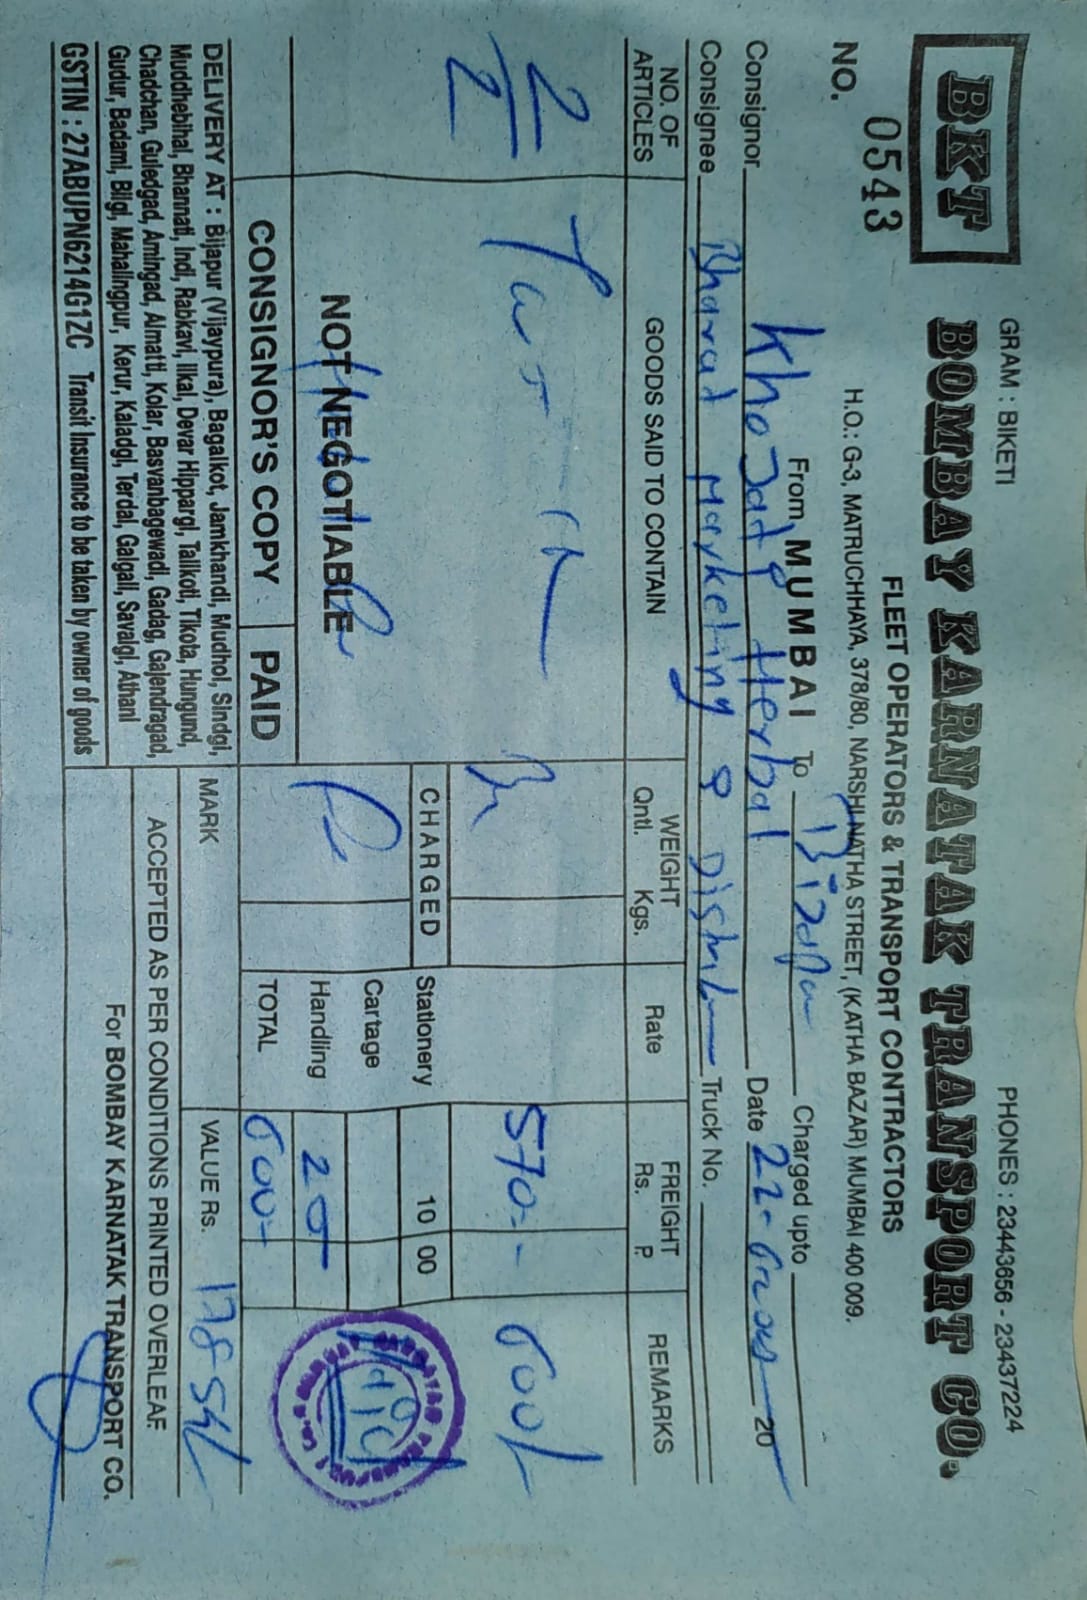 GRAM : BIKETI PHONES : 23443656 - 23437224
BKT BOMBAY KARNATAK TRANSPORT CO.
FLEET OPERATORS & TRANSPORT CONTRACTORS
H.O.: G-3, MATRUCHHAYA, 378/80, NARSHI NATHA STREET, (KATHA BAZAR) MUMBAI 400 009.
NO. 0543 From MUMBAI To Charged upto
Consignor Khojati Herbal Date 22- 20
Consignee Bharat Marketing & Truck No.
NO. OF ARTICLES GOODS SAID TO CONTAIN WEIGHT Qntl. Kgs. Rate FREIGHT Rs. P. REMARKS
2 570-- 600/-
2
CHARGED Stationery 10 00
Cartage
NOT NEGOTIABLE Handling 20 Paid
CONSIGNOR'S COPY PAID TOTAL 600-
DELIVERY AT : Bijapur (Vijaypura), Bagalkot, Jamkhandi, Mudhol, Sindgi,
Muddhebihal, Bhannati, Indi, Rabkavi, Ilkal, Devar Hippargi, Talikoti, Tikota, Hungund,
Chadchan, Guledgad, Amingad, Almatti, Kolar, Basvanbagewadi, Gadag, Gajendragad,
Gudur, Badami, Bilgi, Mahalingpur, Kerur, Kaladgi, Terdal, Galgali, Savalgi, Athani
GSTIN : 27ABUPN6214G1ZC Transit Insurance to be taken by owner of goods
MARK VALUE Rs. 17854/-
ACCEPTED AS PER CONDITIONS PRINTED OVERLEAF
For BOMBAY KARNATAK TRANSPORT CO.